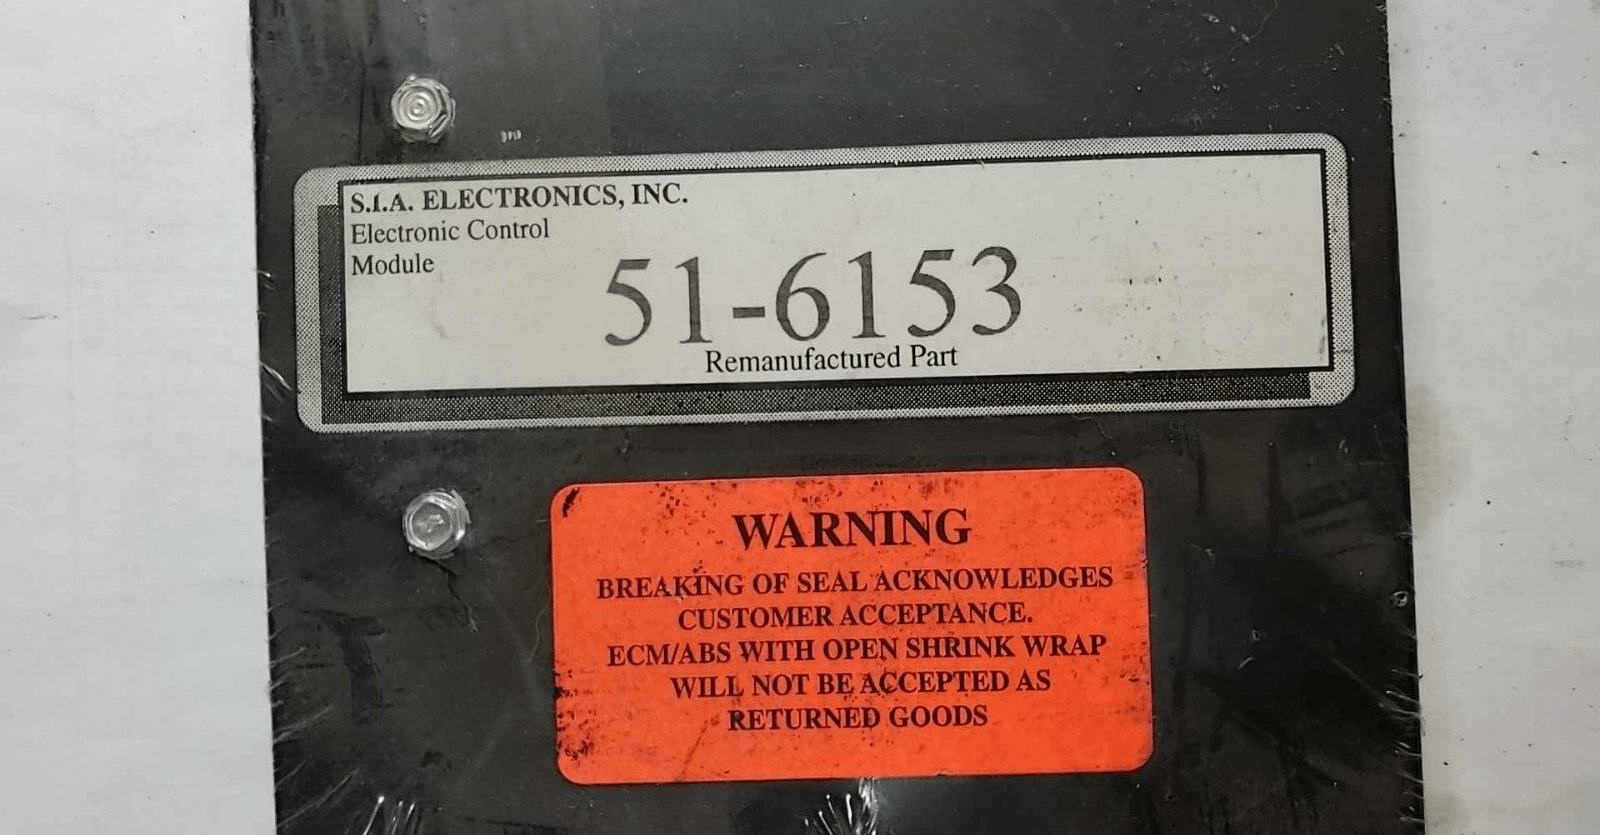 S.I.A. ELECTRONICS, INC.
Electronic Control
Module
51-6153
Remanufactured Part
WARNING
BREAKING OF SEAL ACKNOWLEDGES
CUSTOMER ACCEPTANCE.
ECM/ABS WITH OPEN SHRINK WRAP
WILL NOT BE ACCEPTED AS
RETURNED GOODS